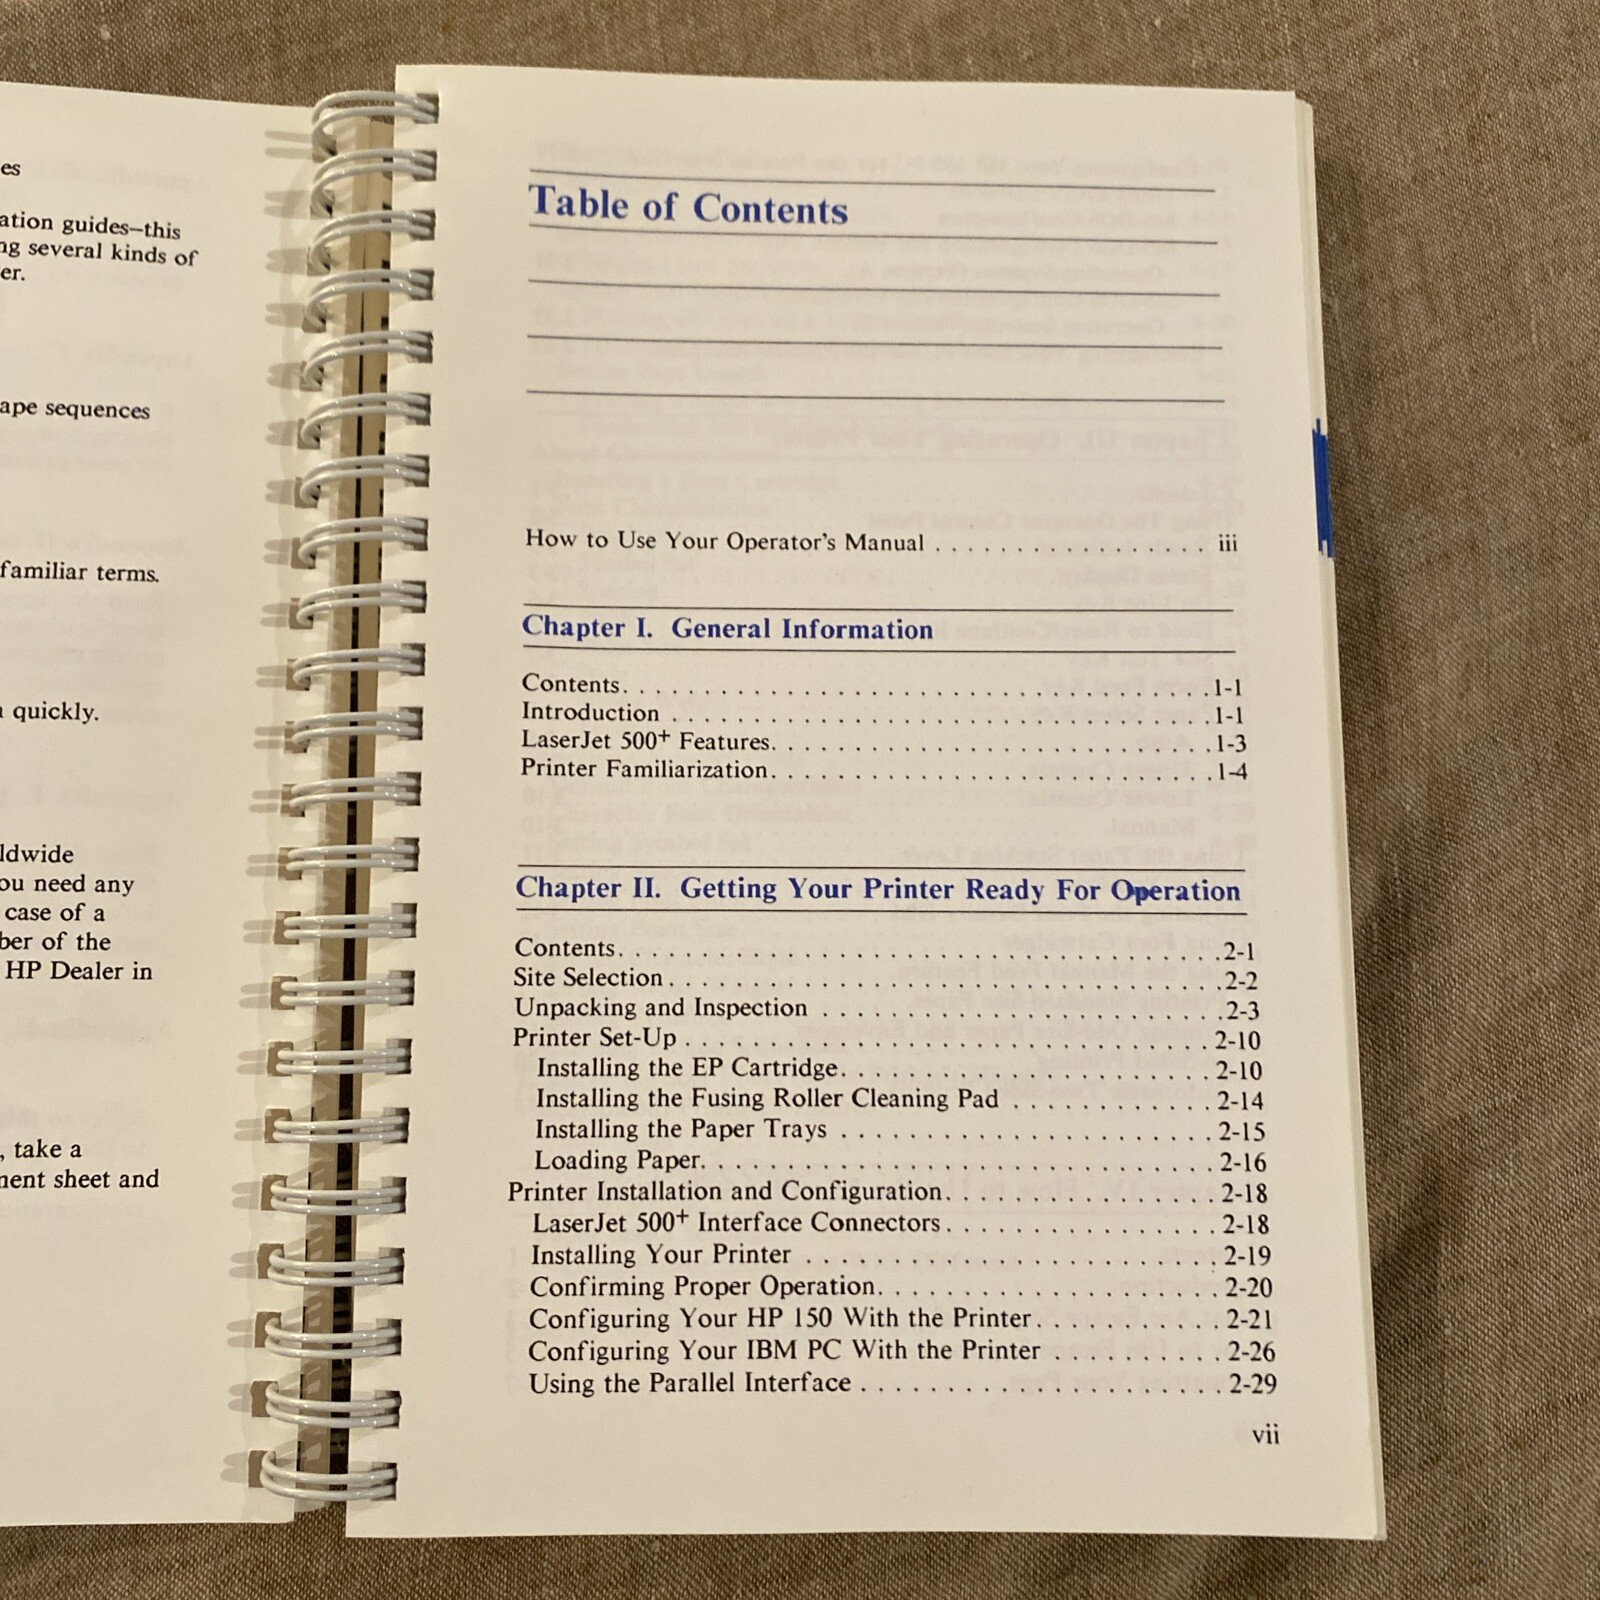 es
ation guides—this
ng several kinds of
er.
ape sequences
familiar terms.
quickly.
ldwide
ou need any
case of a
ber of the
HP Dealer in
, take a
ment sheet and
Table of Contents
How to Use Your Operator's Manual . . . . . . . . . . . . . . . . . iii
Chapter I. General Information
Contents. . . . . . . . . . . . . . . . . . . . . . . . . . . . . . . . . 1-1
Introduction . . . . . . . . . . . . . . . . . . . . . . . . . . . . . . 1-1
LaserJet 500+ Features. . . . . . . . . . . . . . . . . . . . . . . . 1-3
Printer Familiarization. . . . . . . . . . . . . . . . . . . . . . . . 1-4
Chapter II. Getting Your Printer Ready For Operation
Contents. . . . . . . . . . . . . . . . . . . . . . . . . . . . . . . . . 2-1
Site Selection . . . . . . . . . . . . . . . . . . . . . . . . . . . . . 2-2
Unpacking and Inspection . . . . . . . . . . . . . . . . . . . . . . 2-3
Printer Set-Up . . . . . . . . . . . . . . . . . . . . . . . . . . . . 2-10
Installing the EP Cartridge. . . . . . . . . . . . . . . . . . . . 2-10
Installing the Fusing Roller Cleaning Pad . . . . . . . . . . . 2-14
Installing the Paper Trays . . . . . . . . . . . . . . . . . . . . 2-15
Loading Paper. . . . . . . . . . . . . . . . . . . . . . . . . . . . 2-16
Printer Installation and Configuration. . . . . . . . . . . . . . 2-18
LaserJet 500+ Interface Connectors. . . . . . . . . . . . . . . 2-18
Installing Your Printer . . . . . . . . . . . . . . . . . . . . . . 2-19
Confirming Proper Operation. . . . . . . . . . . . . . . . . . . 2-20
Configuring Your HP 150 With the Printer. . . . . . . . . . . 2-21
Configuring Your IBM PC With the Printer . . . . . . . . . . 2-26
Using the Parallel Interface . . . . . . . . . . . . . . . . . . . 2-29
vii